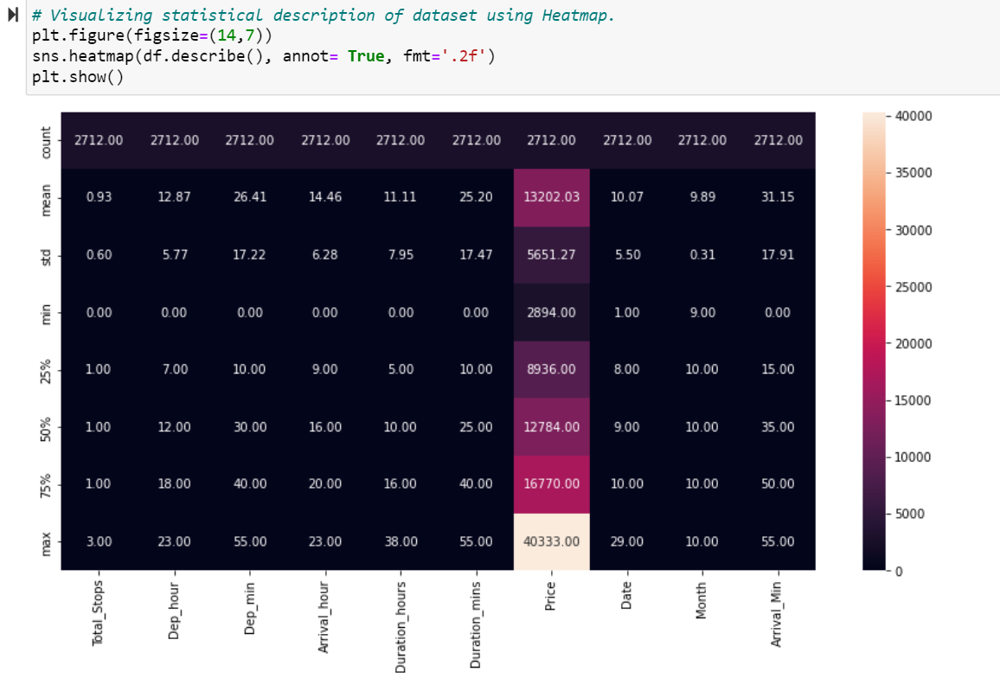 # Visualizing statistical description of dataset using Heatmap.
plt.figure(figsize=(14,7))
sns.heatmap(df.describe(), annot= True, fmt='.2f')
plt.show()
count 2712.00 2712.00 2712.00 2712.00 2712.00 2712.00 2712.00 2712.00 2712.00 2712.00
mean 0.93 12.87 26.41 14.46 11.11 25.20 13202.03 10.07 9.89 31.15
std 0.60 5.77 17.22 6.28 7.95 17.47 5651.27 5.50 0.31 17.91
min 0.00 0.00 0.00 0.00 0.00 0.00 2894.00 1.00 9.00 0.00
25% 1.00 7.00 10.00 9.00 5.00 10.00 8936.00 8.00 10.00 15.00
50% 1.00 12.00 30.00 16.00 10.00 25.00 12784.00 9.00 10.00 35.00
75% 1.00 18.00 40.00 20.00 16.00 40.00 16770.00 10.00 10.00 50.00
max 3.00 23.00 55.00 23.00 38.00 55.00 40333.00 29.00 10.00 55.00
Total_Stops Dep_hour Dep_min Arrival_hour Duration_hours Duration_mins Price Date Month Arrival_Min
40000
35000
30000
25000
20000
15000
10000
5000
0